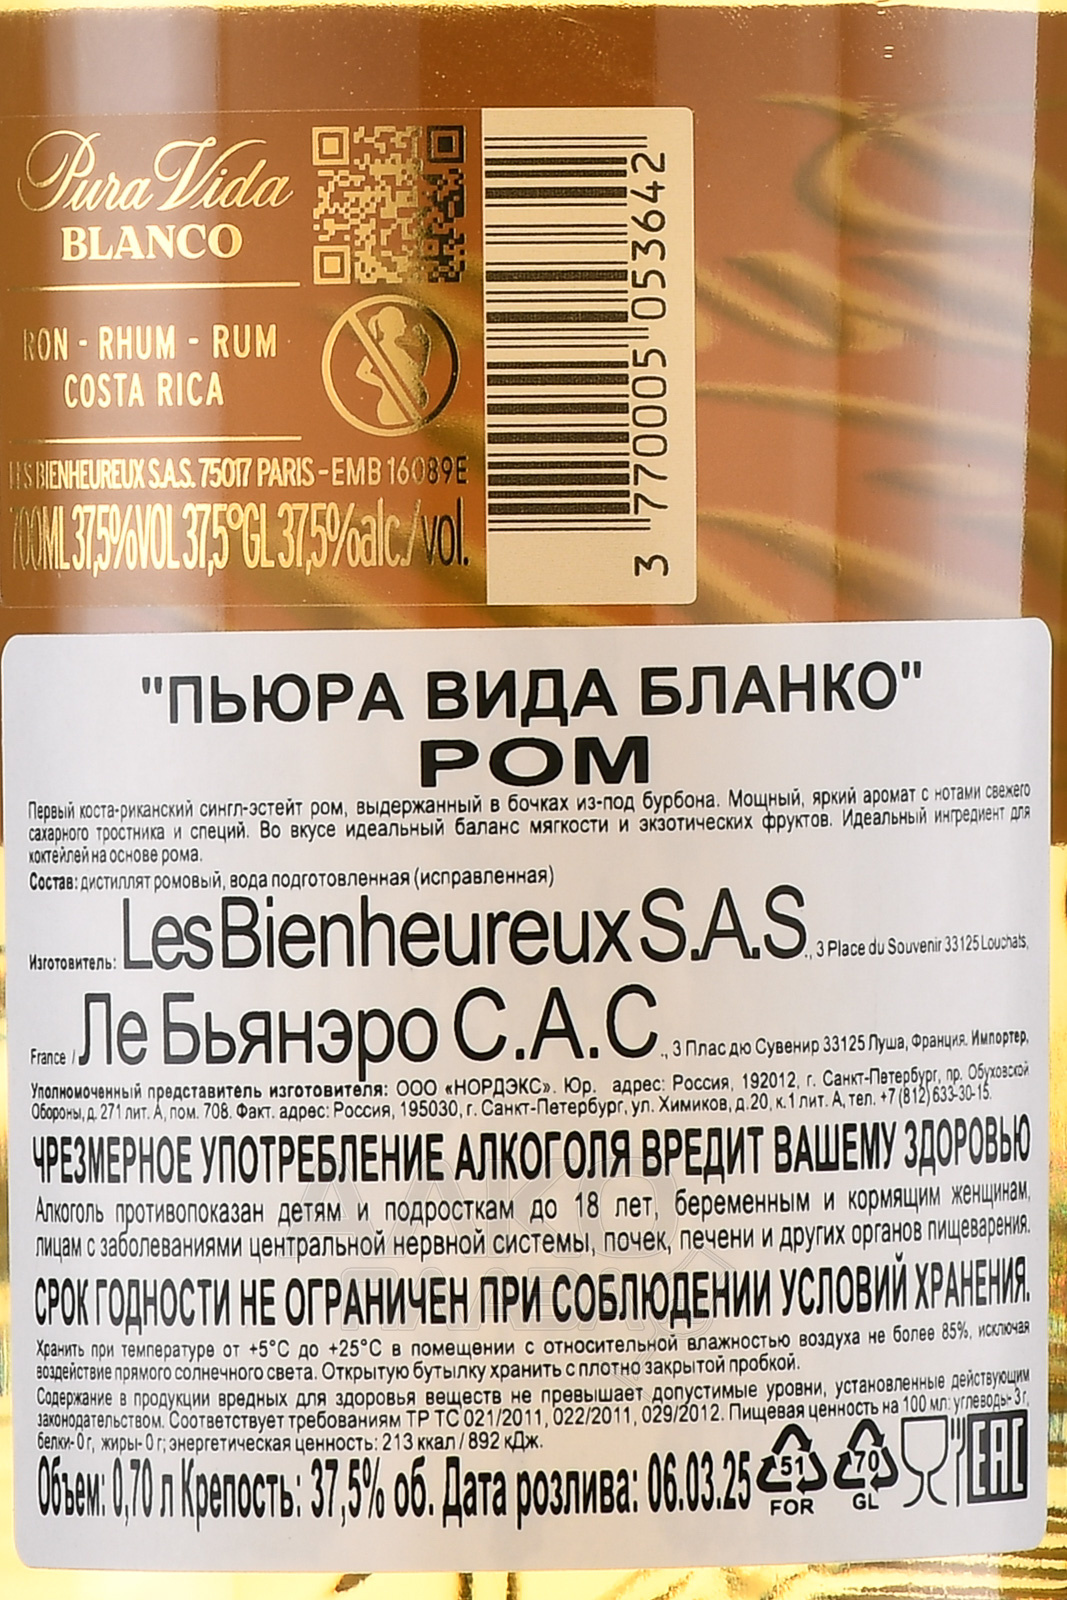 Pura Vida
BLANCO
RON - RHUM - RUM
COSTA RICA
LES BIENHEUREUX S.A.S. 75017 PARIS - EMB 16089E
700ML 37,5%VOL 37,5°GL 37,5%alc./vol.
3 770005 053642
"ПЬЮРА ВИДА БЛАНКО"
РОМ
Первый коста-риканский сингл-эстейт ром, выдержанный в бочках из-под бурбона. Мощный, яркий аромат с нотами свежего
сахарного тростника и специй. Во вкусе идеальный баланс мягкости и экзотических фруктов. Идеальный ингредиент для
коктейлей на основе рома.
Состав: дистиллят ромовый, вода подготовленная (исправленная)
Изготовитель: Les Bienheureux S.A.S., 3 Place du Souvenir 33125 Louchats,
France / Ле Бьянэро С.А.С., 3 Плас дю Сувенир 33125 Луша, Франция. Импортер,
Уполномоченный представитель изготовителя: ООО «НОРДЭКС». Юр. адрес: Россия, 192012, г. Санкт-Петербург, пр. Обуховской
Обороны, д. 271 лит. А, пом. 708. Факт. адрес: Россия, 195030, г. Санкт-Петербург, ул. Химиков, д.20, к.1 лит. А, тел. +7 (812) 633-30-15.
ЧРЕЗМЕРНОЕ УПОТРЕБЛЕНИЕ АЛКОГОЛЯ ВРЕДИТ ВАШЕМУ ЗДОРОВЬЮ
Алкоголь противопоказан детям и подросткам до 18 лет, беременным и кормящим женщинам,
лицам с заболеваниями центральной нервной системы, почек, печени и других органов пищеварения.
СРОК ГОДНОСТИ НЕ ОГРАНИЧЕН ПРИ СОБЛЮДЕНИИ УСЛОВИЙ ХРАНЕНИЯ.
Хранить при температуре от +5°С до +25°С в помещении с относительной влажностью воздуха не более 85%, исключая
воздействие прямого солнечного света. Открытую бутылку хранить с плотно закрытой пробкой.
Содержание в продукции вредных для здоровья веществ не превышает допустимые уровни, установленные действующим
законодательством. Соответствует требованиям ТР ТС 021/2011, 022/2011, 029/2012. Пищевая ценность на 100 мл: углеводы- 3 г,
белки- 0 г, жиры- 0 г; энергетическая ценность: 213 ккал / 892 кДж.
Объем: 0,70 л Крепость: 37,5% об. Дата розлива: 06.03.25
51
FOR
70
GL
EAC